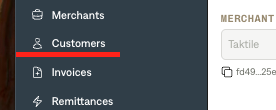 Merchants
MERCHANT
Customers
Taktile
Invoices
fd49...25e
Remittances